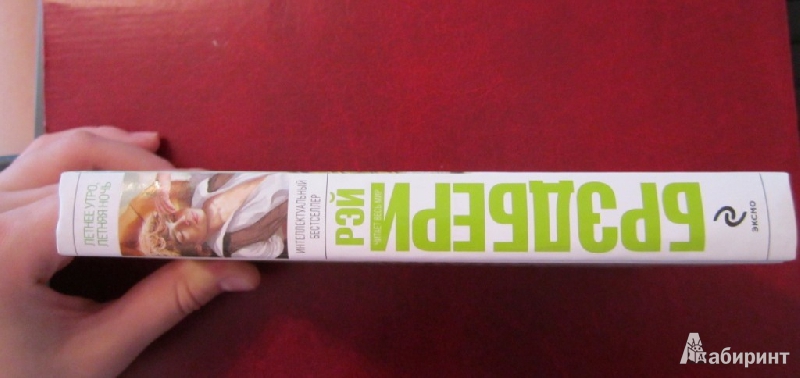 ЛЕТНЕЕ УТРО,
ЛЕТНЯЯ НОЧЬ
ИНТЕЛЛЕКТУАЛЬНЫЙ
БЕСТСЕЛЛЕР
РЭЙ
БРЭДБЕРИ
ЭКСМО
Лабиринт